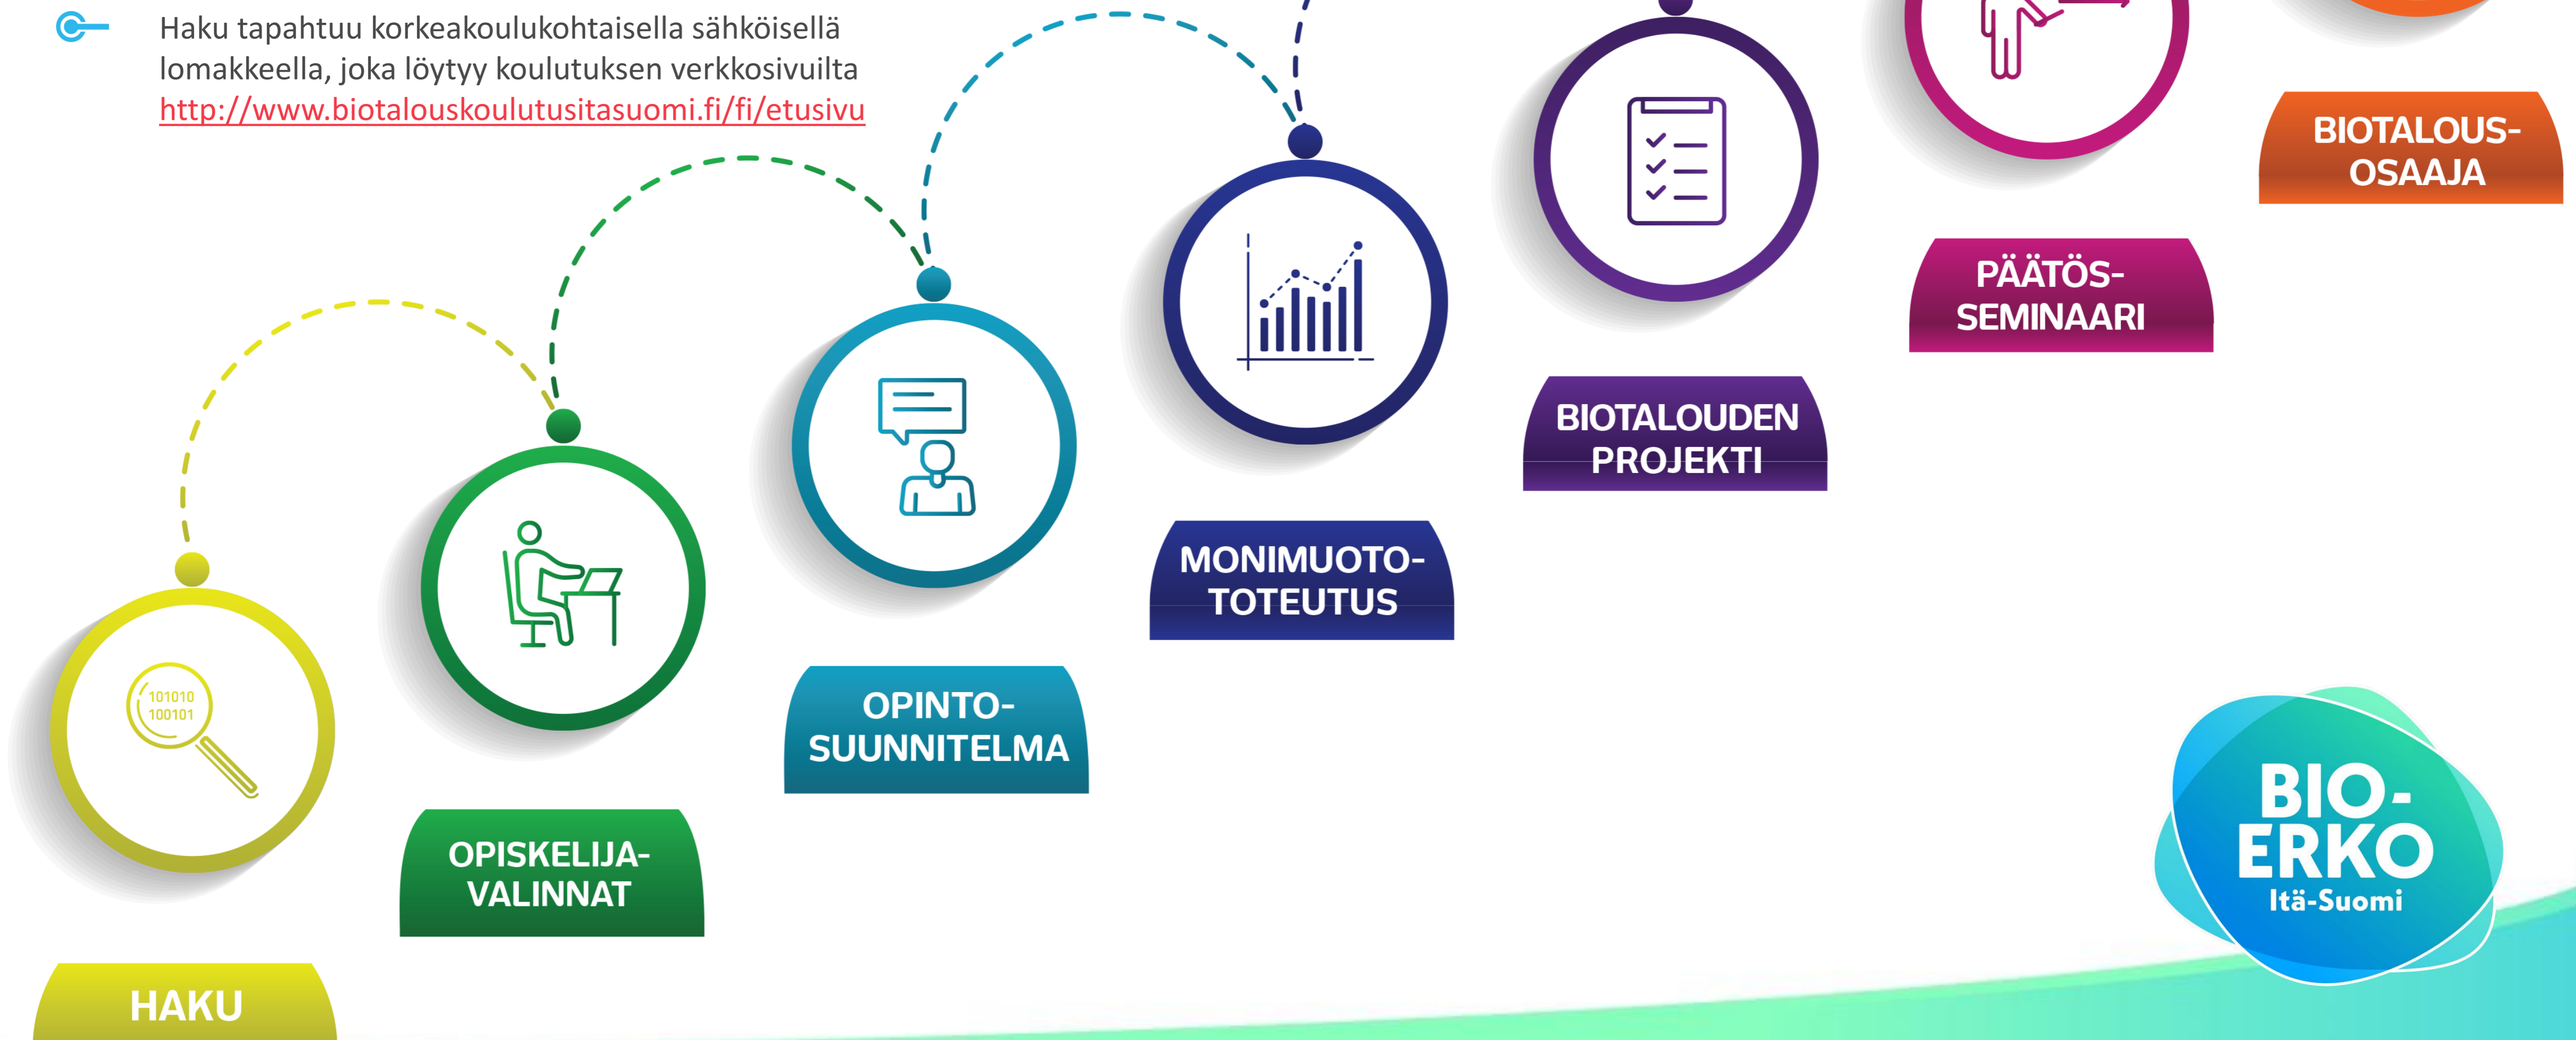 Haku tapahtuu korkeakoulukohtaisella sähköisellä
lomakkeella, joka löytyy koulutuksen verkkosivuilta
http://www.biotalouskoulutusitasuomi.fi/fi/etusivu
BIOTALOUS-
OSAAJA
PÄÄTÖS-
SEMINAARI
BIOTALOUDEN
PROJEKTI
MONIMUOTO-
TOTEUTUS
OPINTO-
SUUNNITELMA
OPISKELIJA-
VALINNAT
HAKU
101010
100101
BIO-
ERKO
Itä-Suomi